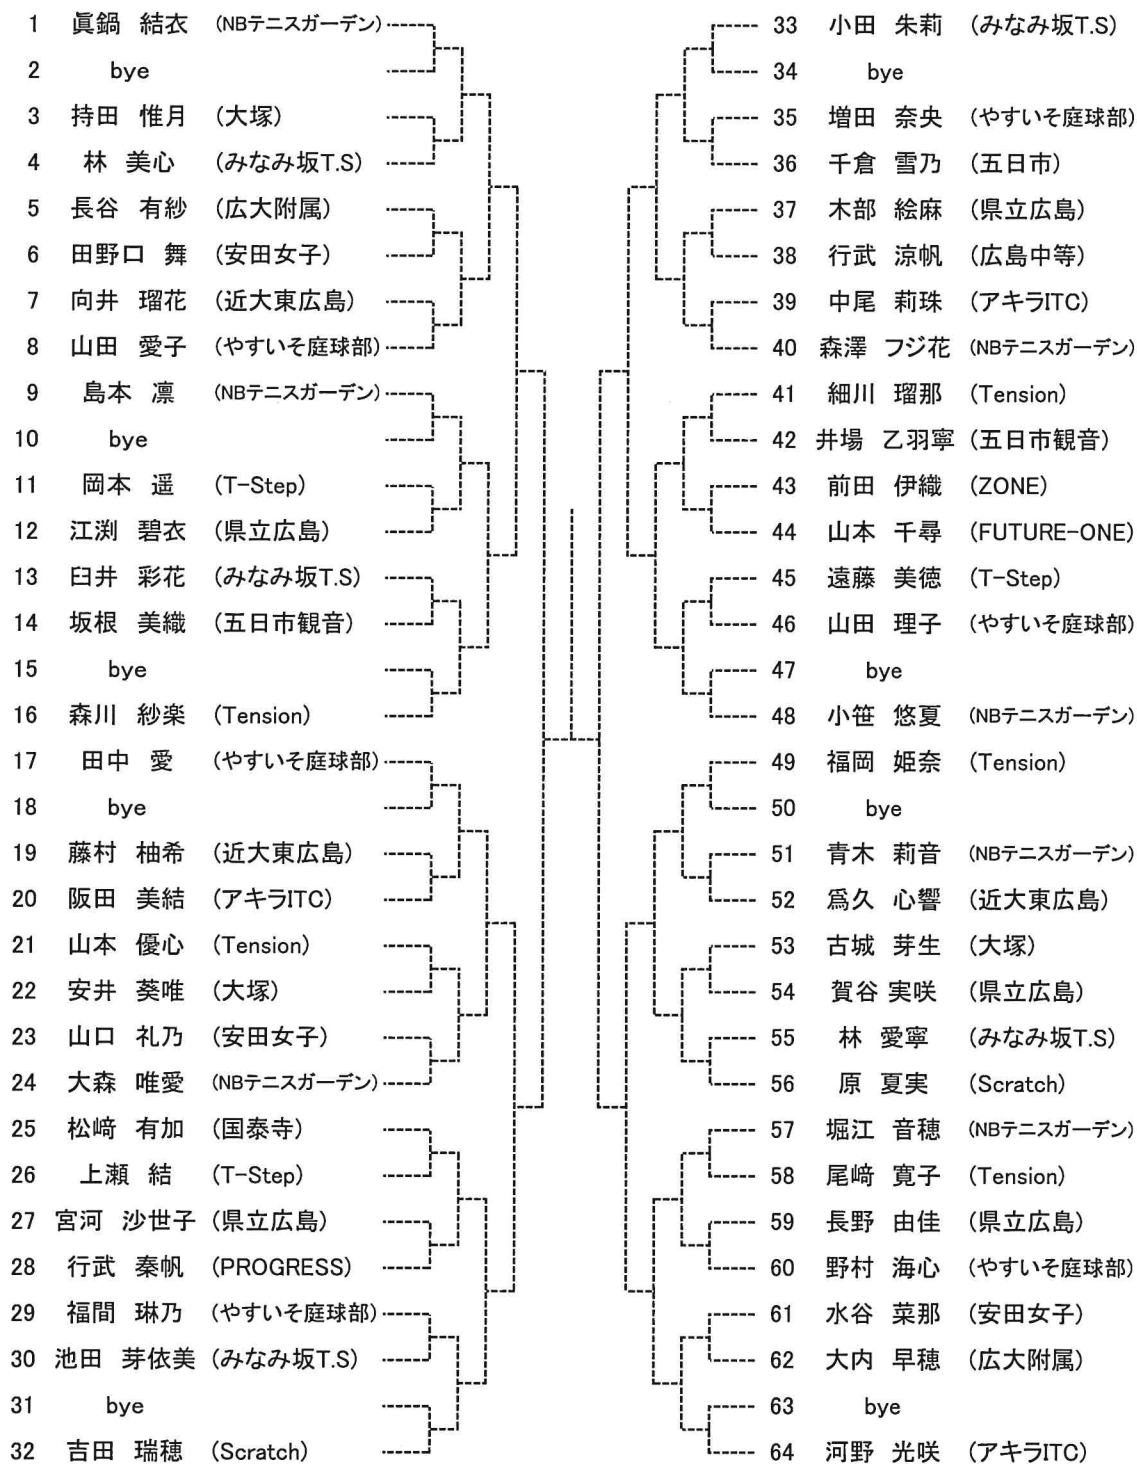 1 眞鍋 結衣 (NBテニスガーデン)
2 bye
3 持田 惟月 (大塚)
4 林 美心 (みなみ坂T.S)
5 長谷 有紗 (広大附属)
6 田野口 舞 (安田女子)
7 向井 瑠花 (近大東広島)
8 山田 愛子 (やすいそ庭球部)
9 島本 凛 (NBテニスガーデン)
10 bye
11 岡本 遥 (T-Step)
12 江渕 碧衣 (県立広島)
13 臼井 彩花 (みなみ坂T.S)
14 坂根 美織 (五日市観音)
15 bye
16 森川 紗楽 (Tension)
17 田中 愛 (やすいそ庭球部)
18 bye
19 藤村 柚希 (近大東広島)
20 阪田 美結 (アキラITC)
21 山本 優心 (Tension)
22 安井 葵唯 (大塚)
23 山口 礼乃 (安田女子)
24 大森 唯愛 (NBテニスガーデン)
25 松﨑 有加 (国泰寺)
26 上瀬 結 (T-Step)
27 宮河 沙世子 (県立広島)
28 行武 秦帆 (PROGRESS)
29 福間 琳乃 (やすいそ庭球部)
30 池田 芽依美 (みなみ坂T.S)
31 bye
32 吉田 瑞穂 (Scratch)
33 小田 朱莉 (みなみ坂T.S)
34 bye
35 増田 奈央 (やすいそ庭球部)
36 千倉 雪乃 (五日市)
37 木部 絵麻 (県立広島)
38 行武 涼帆 (広島中等)
39 中尾 莉珠 (アキラITC)
40 森澤 フジ花 (NBテニスガーデン)
41 細川 瑠那 (Tension)
42 井場 乙羽寧 (五日市観音)
43 前田 伊織 (ZONE)
44 山本 千尋 (FUTURE-ONE)
45 遠藤 美徳 (T-Step)
46 山田 理子 (やすいそ庭球部)
47 bye
48 小笹 悠夏 (NBテニスガーデン)
49 福岡 姫奈 (Tension)
50 bye
51 青木 莉音 (NBテニスガーデン)
52 爲久 心響 (近大東広島)
53 古城 芽生 (大塚)
54 賀谷 実咲 (県立広島)
55 林 愛寧 (みなみ坂T.S)
56 原 夏実 (Scratch)
57 堀江 音穂 (NBテニスガーデン)
58 尾﨑 寛子 (Tension)
59 長野 由佳 (県立広島)
60 野村 海心 (やすいそ庭球部)
61 水谷 菜那 (安田女子)
62 大内 早穂 (広大附属)
63 bye
64 河野 光咲 (アキラITC)